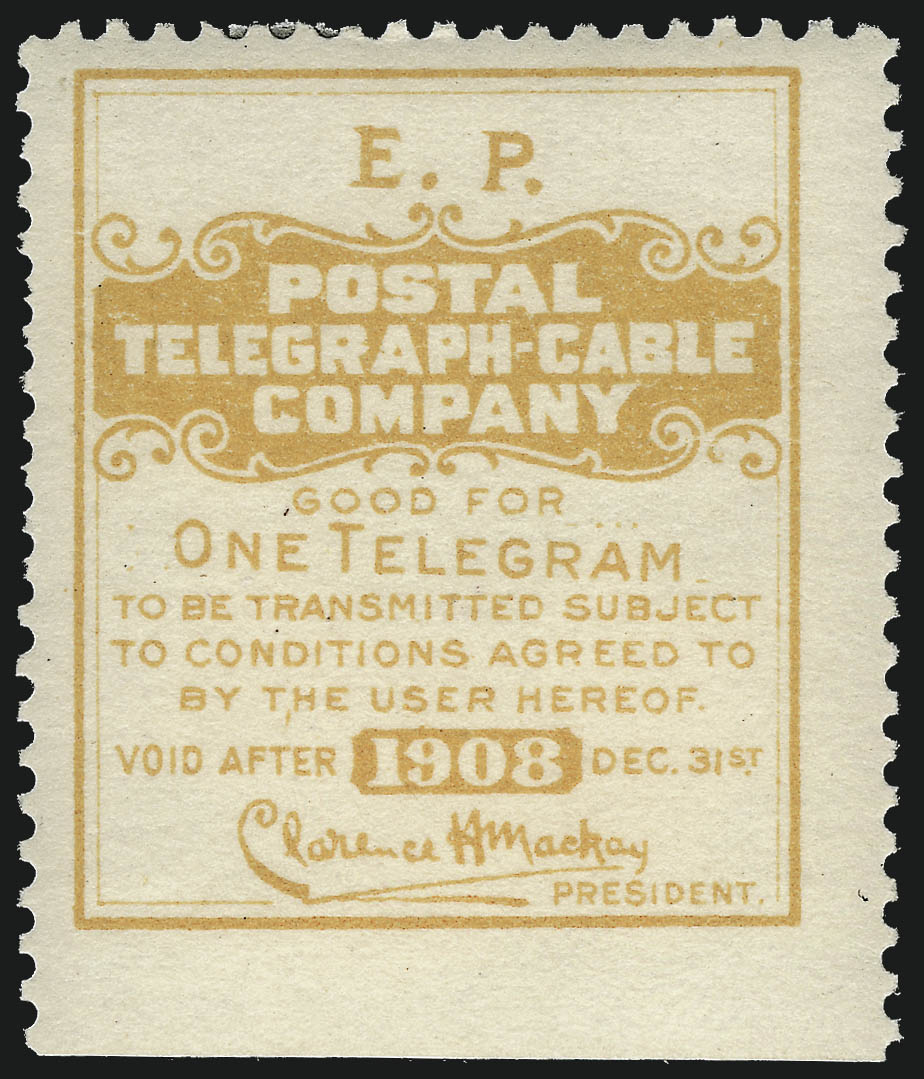 E. P.
POSTAL
TELEGRAPH-CABLE
COMPANY
GOOD FOR
ONE TELEGRAM
TO BE TRANSMITTED SUBJECT
TO CONDITIONS AGREED TO
BY THE USER HEREOF.
VOID AFTER 1908 DEC. 31ST
Clarence H Mackay
PRESIDENT.